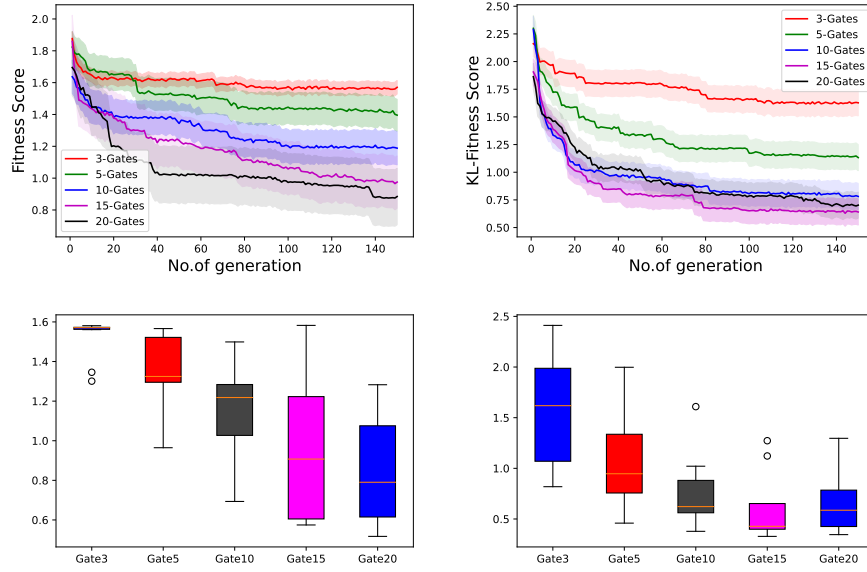 2.0
1.8
1.6
1.4
1.2
1.0
0.8
Fitness Score
3-Gates
5-Gates
10-Gates
15-Gates
20-Gates
0 20 40 60 80 100 120 140
No.of generation
2.50
2.25
2.00
1.75
1.50
1.25
1.00
0.75
0.50
KL-Fitness Score
3-Gates
5-Gates
10-Gates
15-Gates
20-Gates
0 20 40 60 80 100 120 140
No.of generation
1.6
1.4
1.2
1.0
0.8
0.6
Gate3 Gate5 Gate10 Gate15 Gate20
2.5
2.0
1.5
1.0
0.5
Gate3 Gate5 Gate10 Gate15 Gate20